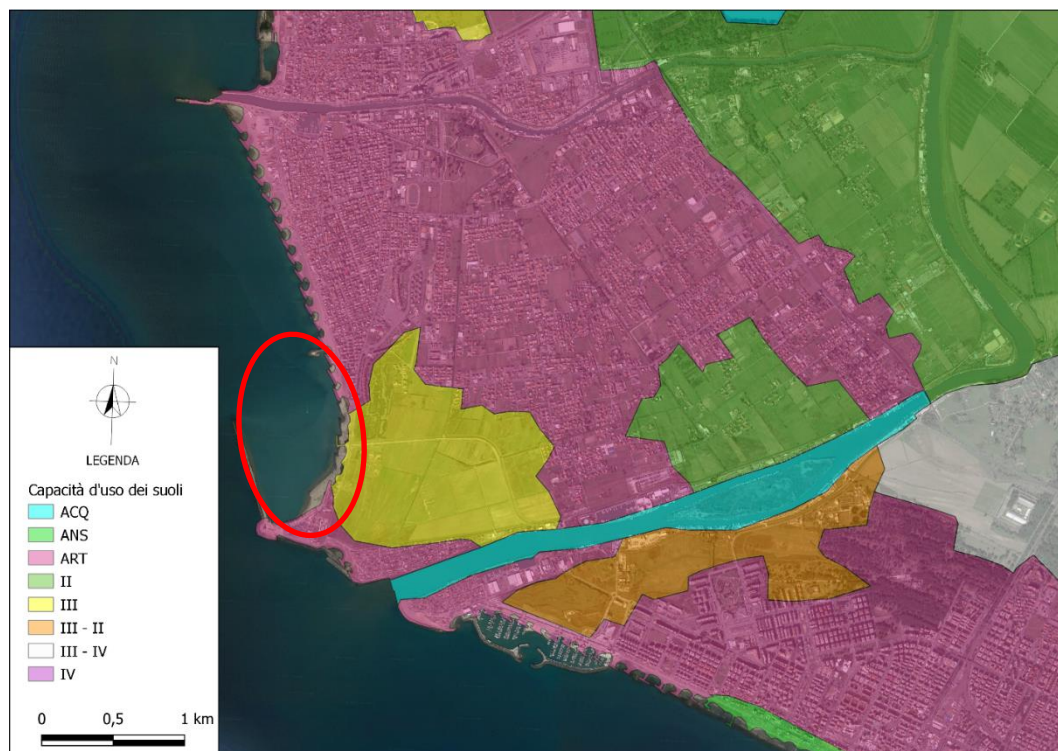 N
LEGENDA
Capacità d'uso dei suoli
ACQ
ANS
ART
II
III
III - II
III - IV
IV
0 0,5 1 km